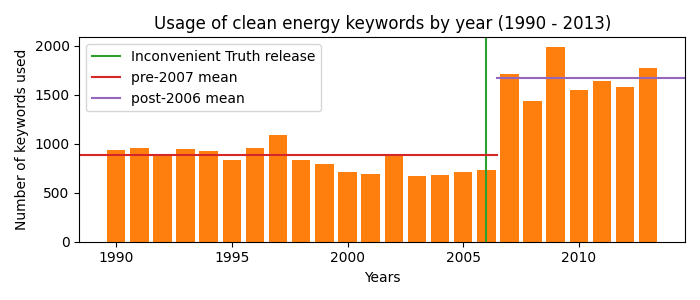 Usage of clean energy keywords by year (1990 - 2013)
Number of keywords used
2000
1500
1000
500
0
Inconvenient Truth release
pre-2007 mean
post-2006 mean
1990
1995
2000
2005
2010
Years